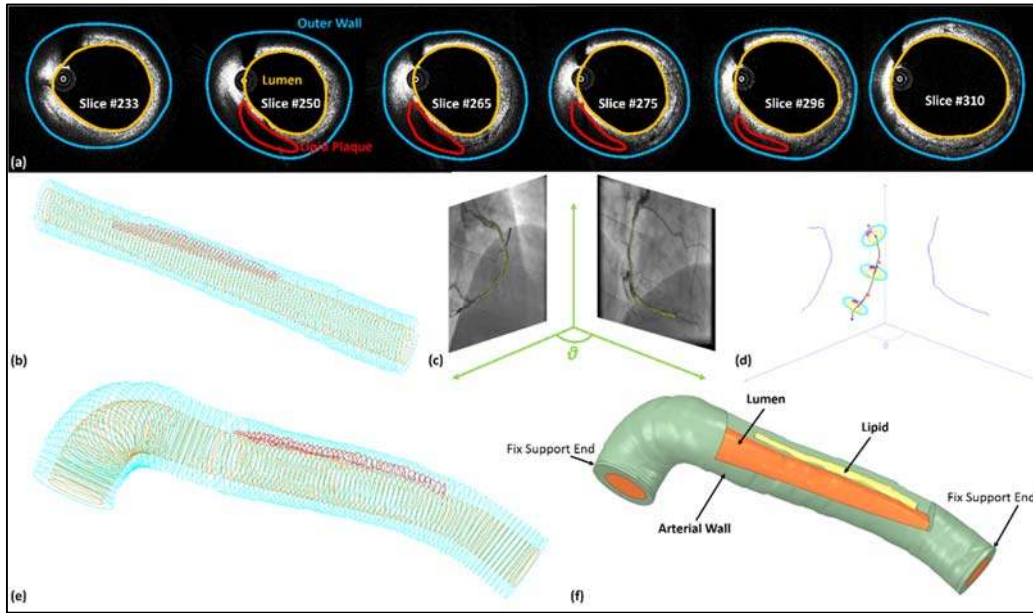 Outer Wall
Lumen
Slice #233
Slice #250
Slice #265
Slice #275
Slice #296
Slice #310
Lipid Plaque
(a)
(b)
(c)
ϑ
(d)
Lumen
Lipid
Fix Support End
Fix Support End
Arterial Wall
(e)
(f)